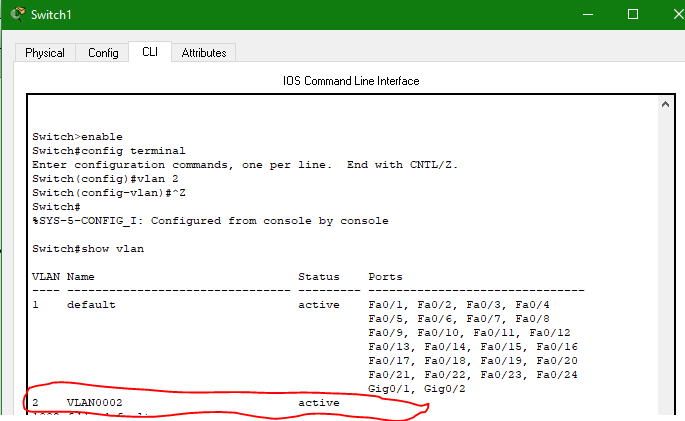 Switch1
Physical Config CLI Attributes
IOS Command Line Interface
Switch>enable
Switch#config terminal
Enter configuration commands, one per line.  End with CNTL/Z.
Switch(config)#vlan 2
Switch(config-vlan)#^Z
Switch#
%SYS-5-CONFIG_I: Configured from console by console
Switch#show vlan
VLAN Name                             Status    Ports
---- -------------------------------- --------- -------------------------------
1    default                          active    Fa0/1, Fa0/2, Fa0/3, Fa0/4
                                                Fa0/5, Fa0/6, Fa0/7, Fa0/8
                                                Fa0/9, Fa0/10, Fa0/11, Fa0/12
                                                Fa0/13, Fa0/14, Fa0/15, Fa0/16
                                                Fa0/17, Fa0/18, Fa0/19, Fa0/20
                                                Fa0/21, Fa0/22, Fa0/23, Fa0/24
                                                Gig0/1, Gig0/2
2    VLAN0002                         active